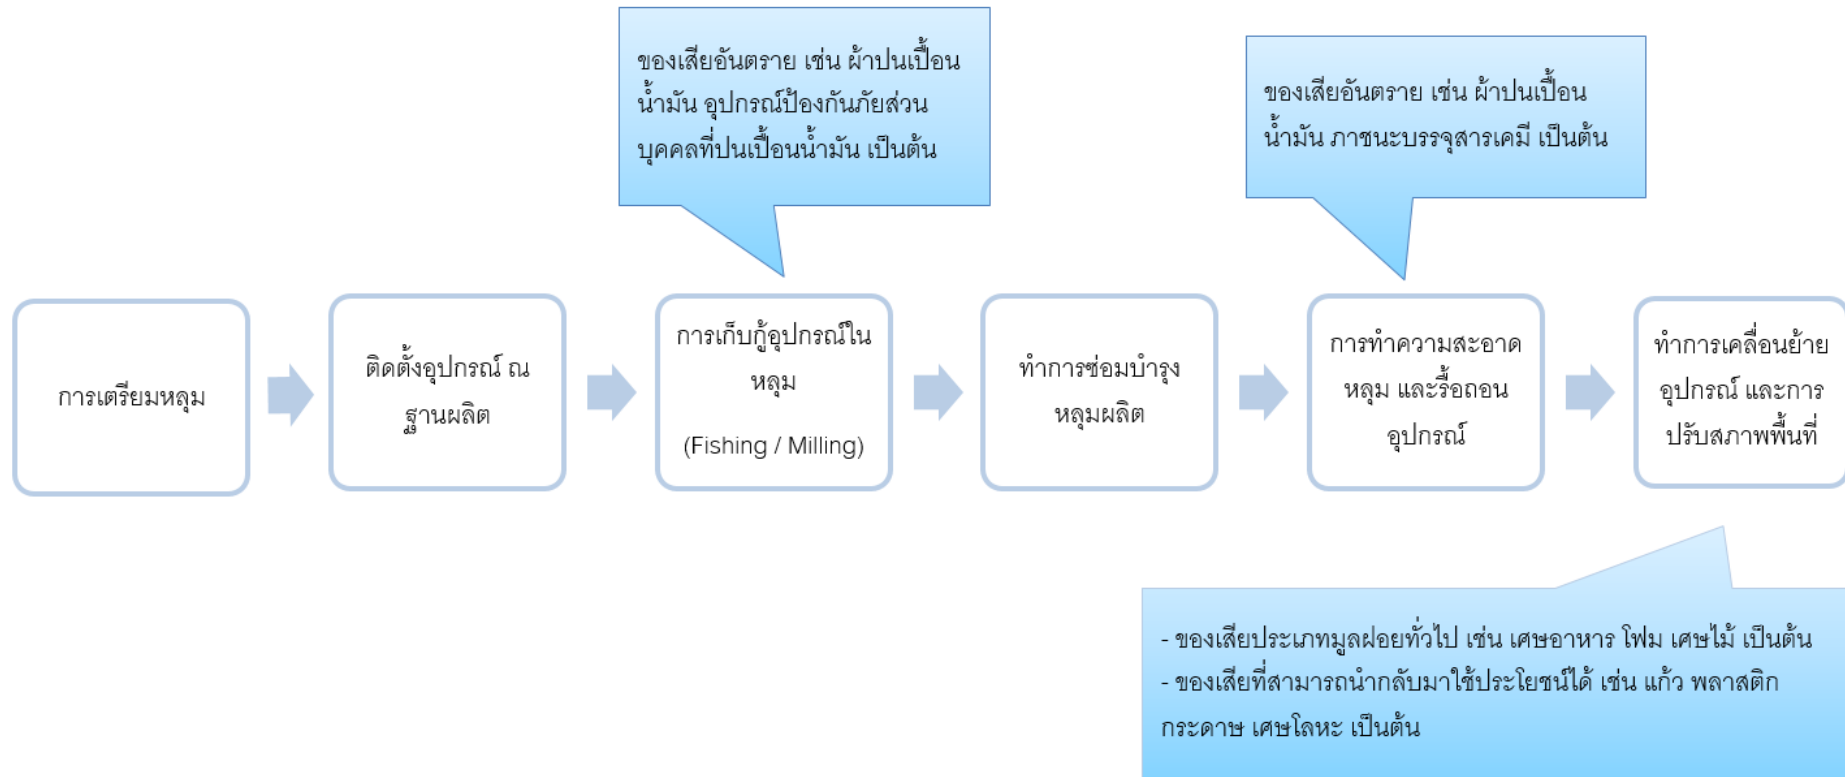 ของเสียอันตราย เช่น ผ้าปนเปื้อน
น้ำมัน อุปกรณ์ป้องกันภัยส่วน
บุคคลที่ปนเปื้อนน้ำมัน เป็นต้น
ของเสียอันตราย เช่น ผ้าปนเปื้อน
น้ำมัน ภาชนะบรรจุสารเคมี เป็นต้น
การเตรียมหลุม
ติดตั้งอุปกรณ์ ณ
ฐานผลิต
การเก็บกู้อุปกรณ์ใน
หลุม
(Fishing / Milling)
ทำการซ่อมบำรุง
หลุมผลิต
การทำความสะอาด
หลุม และรื้อถอน
อุปกรณ์
ทำการเคลื่อนย้าย
อุปกรณ์ และการ
ปรับสภาพพื้นที่
- ของเสียประเภทมูลฝอยทั่วไป เช่น เศษอาหาร โฟม เศษไม้ เป็นต้น
- ของเสียที่สามารถนำกลับมาใช้ประโยชน์ได้ เช่น แก้ว พลาสติก
กระดาษ เศษโลหะ เป็นต้น